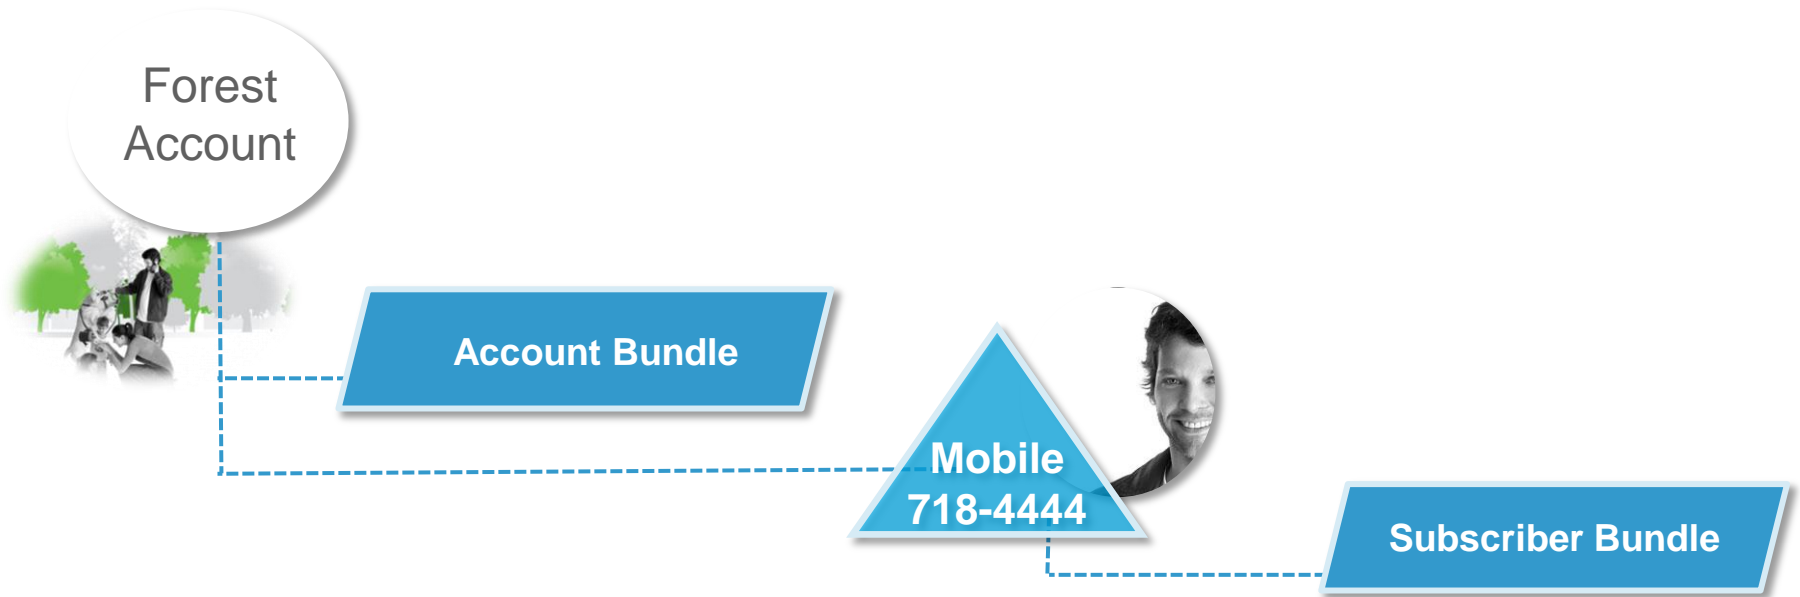 Forest
Account
Account Bundle
Mobile
718-4444
Subscriber Bundle